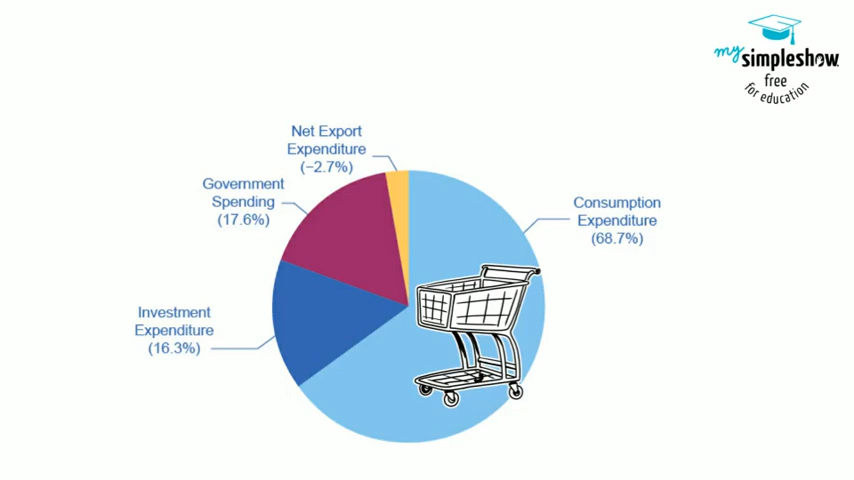 my
simpleshow
free
for education
Net Export
Expenditure
(−2.7%)
Government
Spending
(17.6%)
Consumption
Expenditure
(68.7%)
Investment
Expenditure
(16.3%)